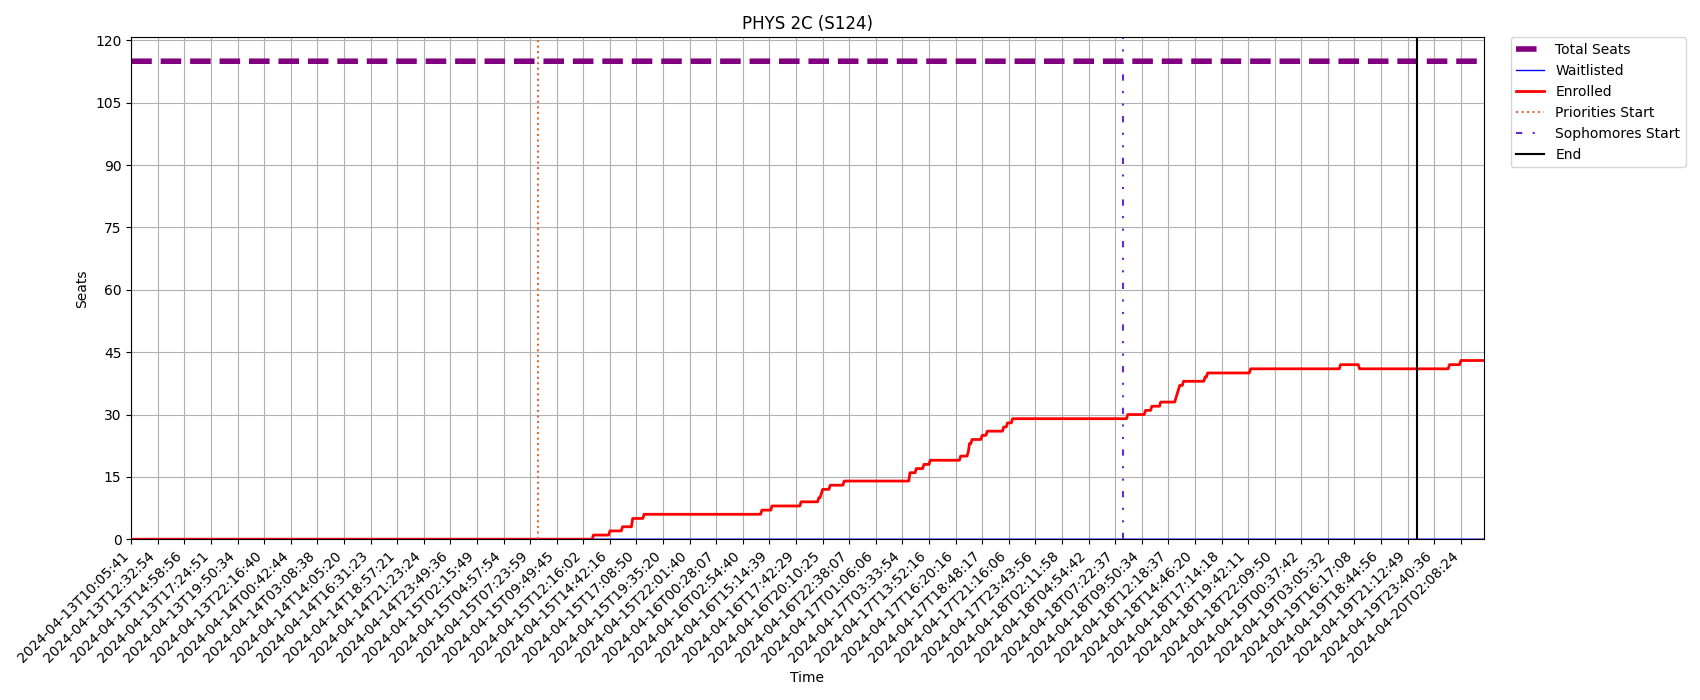 PHYS 2C (S124)
Total Seats
Waitlisted
Enrolled
Priorities Start
Sophomores Start
End
Seats
120
105
90
75
60
45
30
15
0
2024-04-13T10:05:41
2024-04-13T12:32:54
2024-04-13T14:58:56
2024-04-13T17:24:51
2024-04-13T19:50:34
2024-04-13T22:16:40
2024-04-14T00:42:44
2024-04-14T03:08:38
2024-04-14T14:05:20
2024-04-14T16:31:23
2024-04-14T18:57:21
2024-04-14T21:23:24
2024-04-14T23:49:36
2024-04-15T02:15:49
2024-04-15T04:57:54
2024-04-15T07:23:59
2024-04-15T09:49:45
2024-04-15T12:16:02
2024-04-15T14:42:16
2024-04-15T17:08:50
2024-04-15T19:35:20
2024-04-15T22:01:40
2024-04-16T00:28:07
2024-04-16T02:54:40
2024-04-16T15:14:39
2024-04-16T17:42:29
2024-04-16T20:10:25
2024-04-16T22:38:07
2024-04-17T01:06:06
2024-04-17T03:33:54
2024-04-17T13:52:16
2024-04-17T16:20:16
2024-04-17T18:48:17
2024-04-17T21:16:06
2024-04-17T23:43:56
2024-04-18T02:11:58
2024-04-18T04:54:42
2024-04-18T07:22:37
2024-04-18T09:50:34
2024-04-18T12:18:37
2024-04-18T14:46:20
2024-04-18T17:14:18
2024-04-18T19:42:11
2024-04-18T22:09:50
2024-04-19T00:37:42
2024-04-19T03:05:32
2024-04-19T16:17:08
2024-04-19T18:44:56
2024-04-19T21:12:49
2024-04-19T23:40:36
2024-04-20T02:08:24
Time